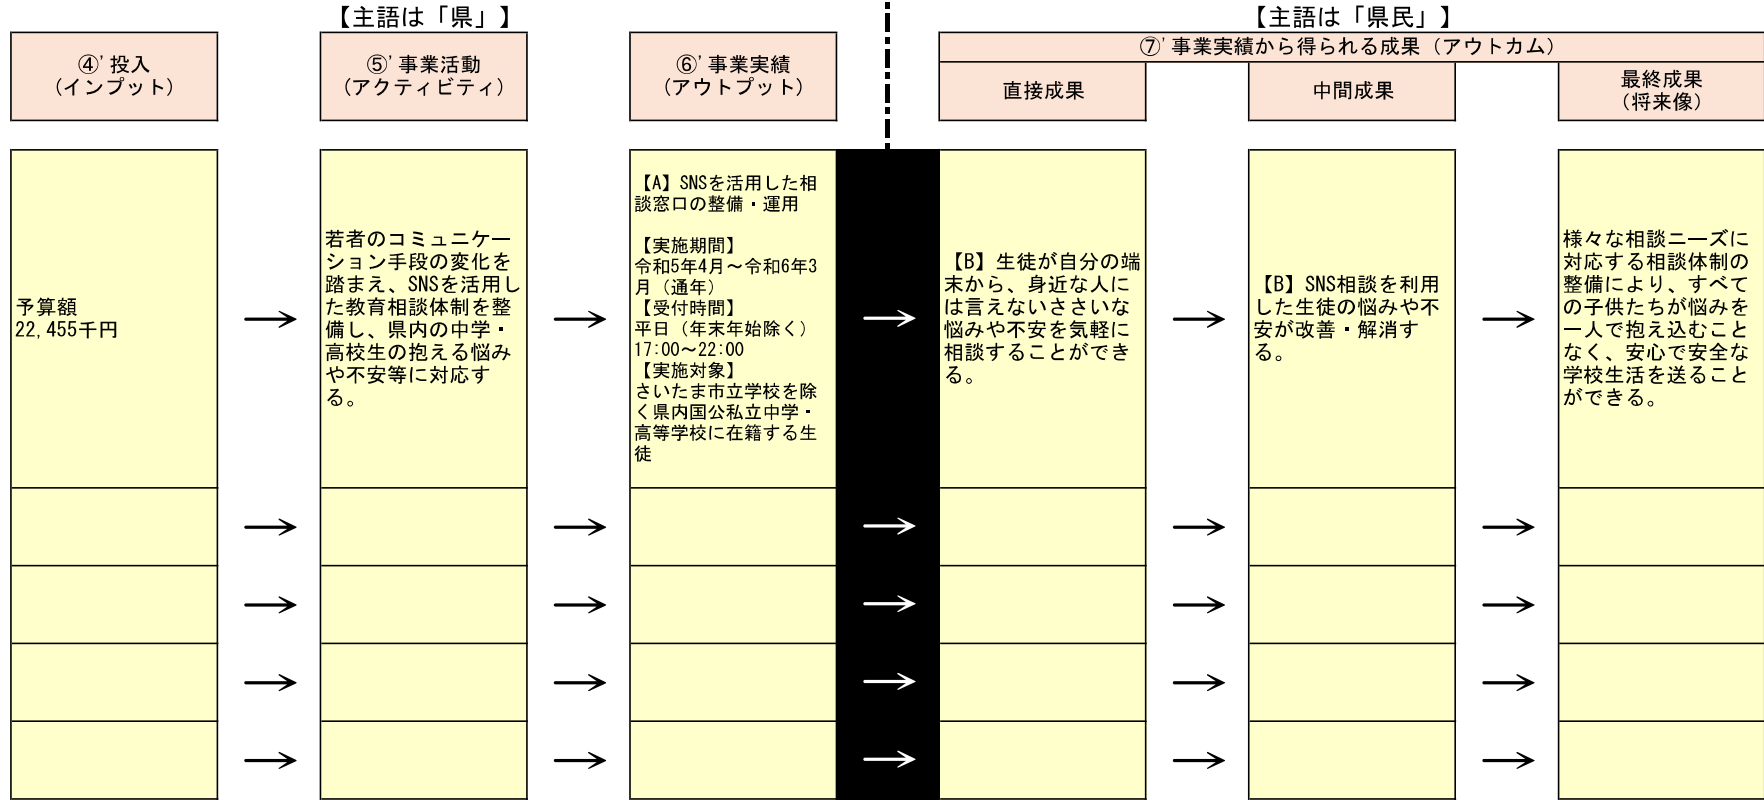 【主語は「県」】
【主語は「県民」】
④' 投入
（インプット）
⑤' 事業活動
（アクティビティ）
⑥' 事業実績
（アウトプット）
⑦' 事業実績から得られる成果（アウトカム）
直接成果
中間成果
最終成果
（将来像）
予算額
22,455千円
若者のコミュニケー
ション手段の変化を
踏まえ、SNSを活用し
た教育相談体制を整
備し、県内の中学・
高校生の抱える悩み
や不安等に対応す
る。
【A】SNSを活用した相
談窓口の整備・運用
【実施期間】
令和5年4月～令和6年3
月（通年）
【受付時間】
平日（年末年始除く）
17:00～22:00
【実施対象】
さいたま市立学校を除
く県内国公私立中学・
高等学校に在籍する生
徒
【B】生徒が自分の端
末から、身近な人に
は言えないささいな
悩みや不安を気軽に
相談することができ
る。
【B】SNS相談を利用
した生徒の悩みや不
安が改善・解消す
る。
様々な相談ニーズに
対応する相談体制の
整備により、すべて
の子供たちが悩みを
一人で抱え込むこと
なく、安心で安全な
学校生活を送ること
ができる。